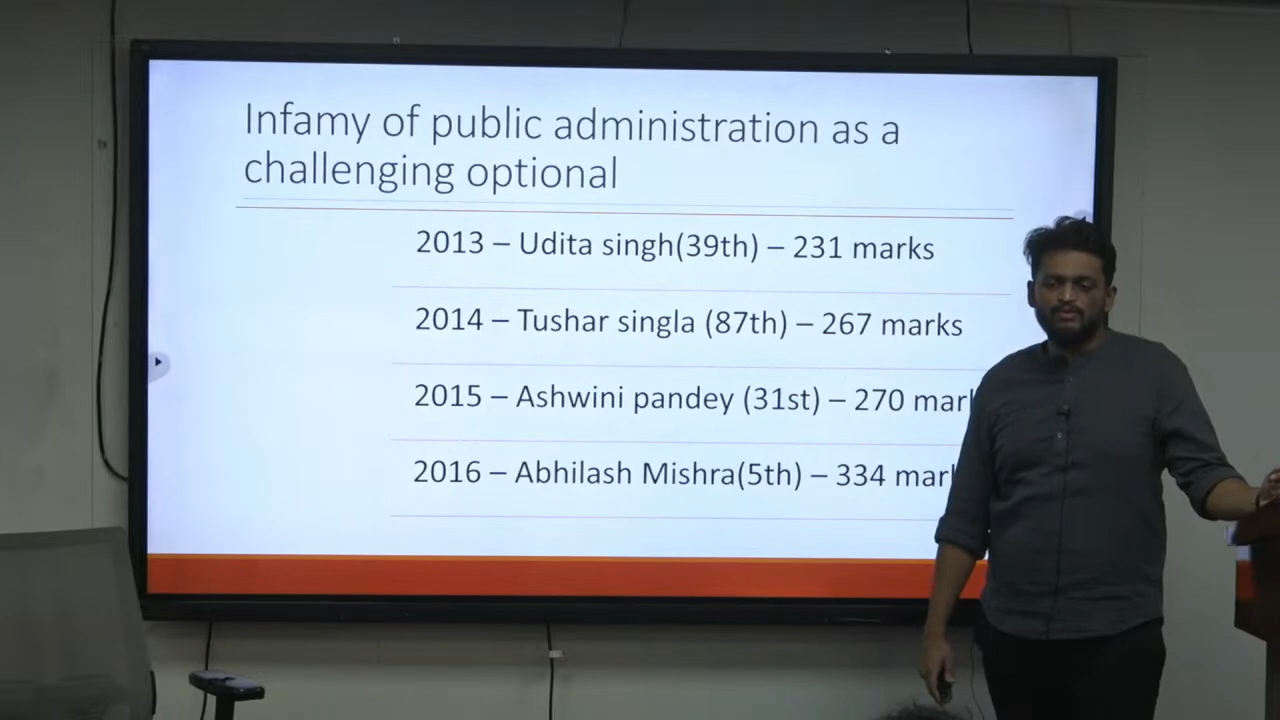 Infamy of public administration as a
challenging optional
2013 – Udita singh(39th) – 231 marks
2014 – Tushar singla (87th) – 267 marks
2015 – Ashwini pandey (31st) – 270
2016 – Abhilash Mishra(5th) – 334